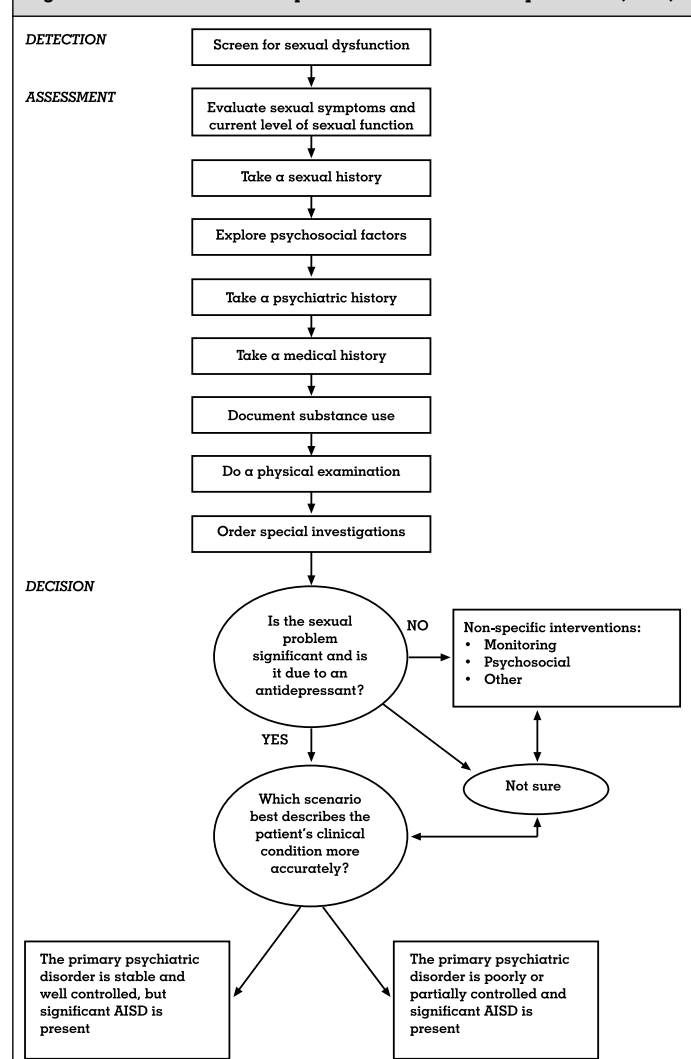 DETECTION
Screen for sexual dysfunction
ASSESSMENT
Evaluate sexual symptoms and
current level of sexual function
Take a sexual history
Explore psychosocial factors
Take a psychiatric history
Take a medical history
Document substance use
Do a physical examination
Order special investigations
DECISION
Is the sexual
problem
significant and is
it due to an
antidepressant?
NO
Non-specific interventions:
• Monitoring
• Psychosocial
• Other
YES
Not sure
Which scenario
best describes the
patient’s clinical
condition more
accurately?
The primary psychiatric
disorder is stable and
well controlled, but
significant AISD is
present
The primary psychiatric
disorder is poorly or
partially controlled and
significant AISD is
present